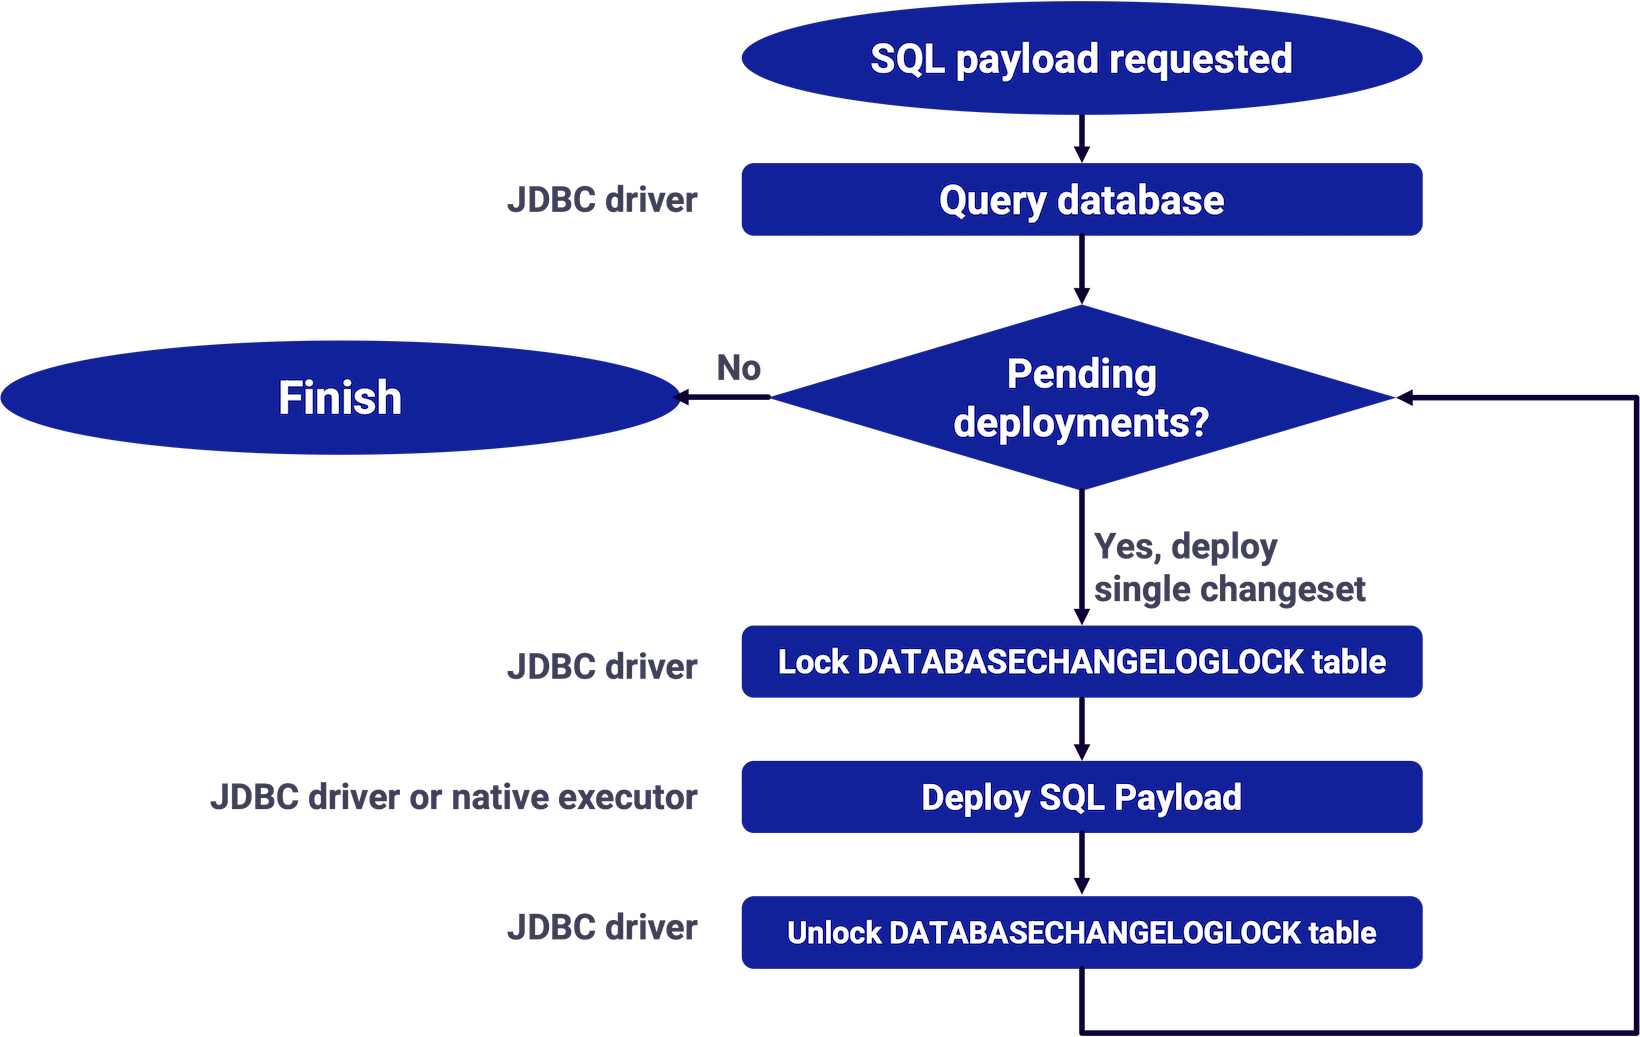 SQL payload requested
JDBC driver
Query database
No
Finish
Pending
deployments?
Yes, deploy
single changeset
JDBC driver
Lock DATABASECHANGELOGLOCK table
JDBC driver or native executor
Deploy SQL Payload
JDBC driver
Unlock DATABASECHANGELOGLOCK table